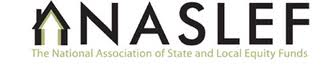 NASLEF
The National Association of State and Local Equity Funds